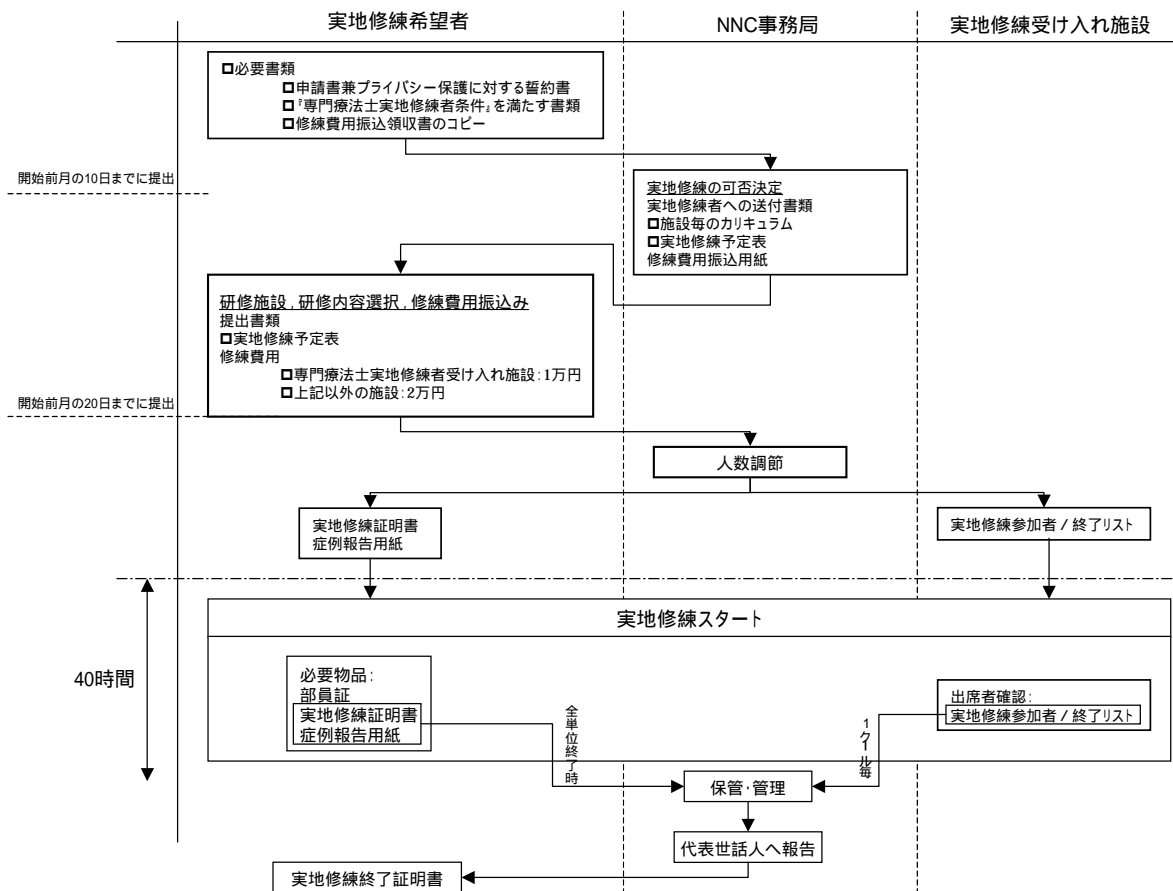 実地修練希望者
NNC事務局
実地修練受け入れ施設
□必要書類
□申請書兼プライバシー保護に対する誓約書
□『専門療法士実地修練者条件』を満たす書類
□修練費用振込領収書のコピー
開始前月の10日までに提出
実地修練の可否決定
実地修練者への送付書類
□施設毎のカリキュラム
□実地修練予定表
修練費用振込用紙
研修施設，研修内容選択，修練費用振込み
提出書類
□実地修練予定表
修練費用
□専門療法士実地修練者受け入れ施設：1万円
□上記以外の施設：2万円
開始前月の20日までに提出
人数調節
実地修練証明書
症例報告用紙
実地修練参加者／終了リスト
実地修練スタート
40時間
必要物品：
部員証
実地修練証明書
症例報告用紙
全単位終了時
1クール毎
出席者確認：
実地修練参加者／終了リスト
保管・管理
代表世話人へ報告
実地修練終了証明書